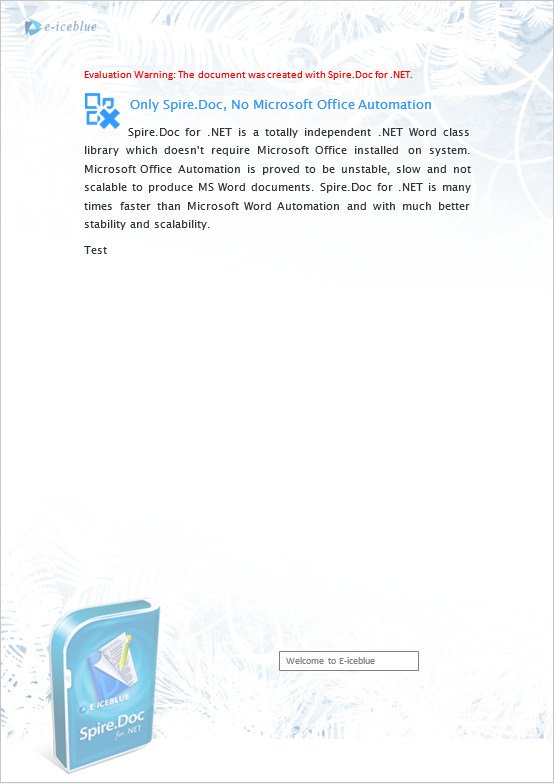 e-iceblue
Evaluation Warning: The document was created with Spire.Doc for .NET.
Only Spire.Doc, No Microsoft Office Automation
Spire.Doc for .NET is a totally independent .NET Word class
library which doesn't require Microsoft Office installed on system.
Microsoft Office Automation is proved to be unstable, slow and not
scalable to produce MS Word documents. Spire.Doc for .NET is many
times faster than Microsoft Word Automation and with much better
stability and scalability.
Test
Welcome to E-iceblue
E-ICEBLUE
Spire.Doc
for .NET